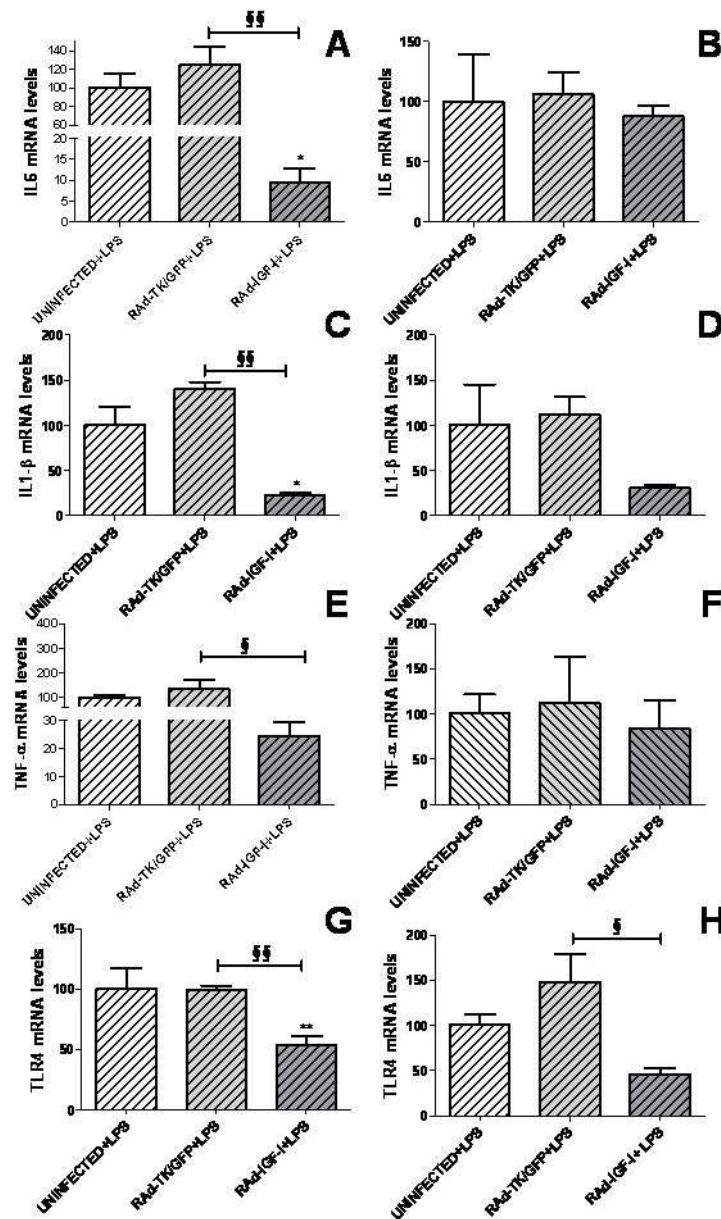 A
§§
IL6 mRNA levels
140
120
100
80
60
20
15
10
5
0
*
UNINFECTED+LPS
RAd-TK/GFP+LPS
RAd-IGF-I+LPS
B
IL6 mRNA levels
150
100
50
0
UNINFECTED+LPS
RAd-TK/GFP+LPS
RAd-IGF-I+LPS
C
§§
IL1-β mRNA levels
200
150
100
50
0
*
UNINFECTED+LPS
RAd-TK/GFP+LPS
RAd-IGF-I+LPS
D
IL1-β mRNA levels
200
150
100
50
0
UNINFECTED+LPS
RAd-TK/GFP+LPS
RAd-IGF-I+LPS
E
§
TNF-α mRNA levels
400
300
200
100
30
20
10
0
UNINFECTED+LPS
RAd-TK/GFP+LPS
RAd-IGF-I+LPS
F
TNF-α mRNA levels
200
150
100
50
0
UNINFECTED+LPS
RAd-TK/GFP+LPS
RAd-IGF-I+LPS
G
§§
TLR4 mRNA levels
150
100
50
0
**
UNINFECTED+LPS
RAd-TK/GFP+LPS
RAd-IGF-I+LPS
H
§
TLR4 mRNA levels
200
150
100
50
0
UNINFECTED+LPS
RAd-TK/GFP+LPS
RAd-IGF-I+LPS